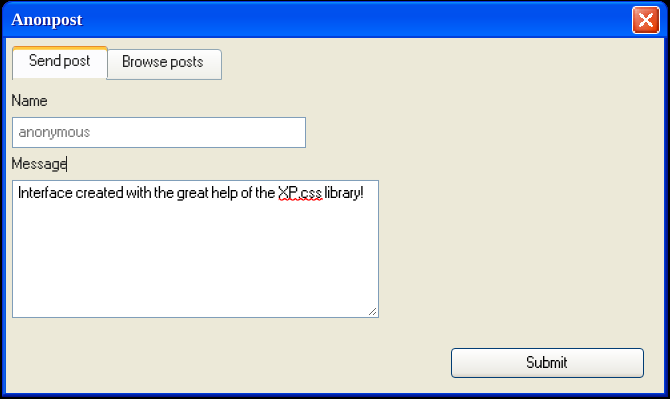 Anonpost
Send post Browse posts
Name
anonymous
Message
Interface created with the great help of the XP.css library!
Submit